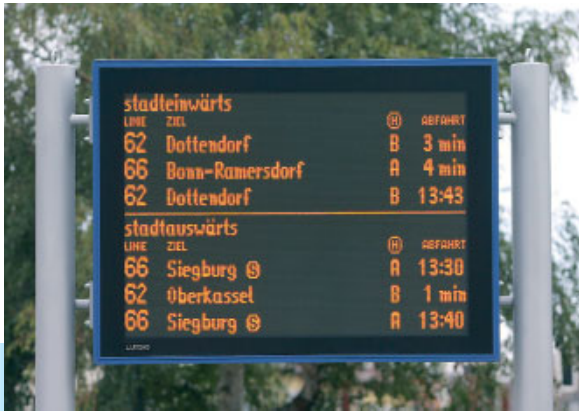 stadteinwärts
LINIE ZIEL H ABFAHRT
62 Dottendorf B 3 min
66 Bonn-Ramersdorf A 4 min
62 Dottendorf B 13:43
stadtauswärts
LINIE ZIEL H ABFAHRT
66 Siegburg S A 13:30
62 Oberkassel B 1 min
66 Siegburg S A 13:40